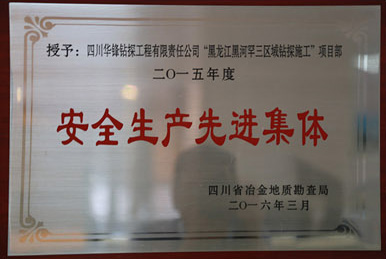 授予：四川华锋钻探工程有限责任公司“黑龙江黑河罕三区域钻探施工”项目部
二〇一五年度
安全生产先进集体
四川省冶金地质勘查局
二〇一六年三月